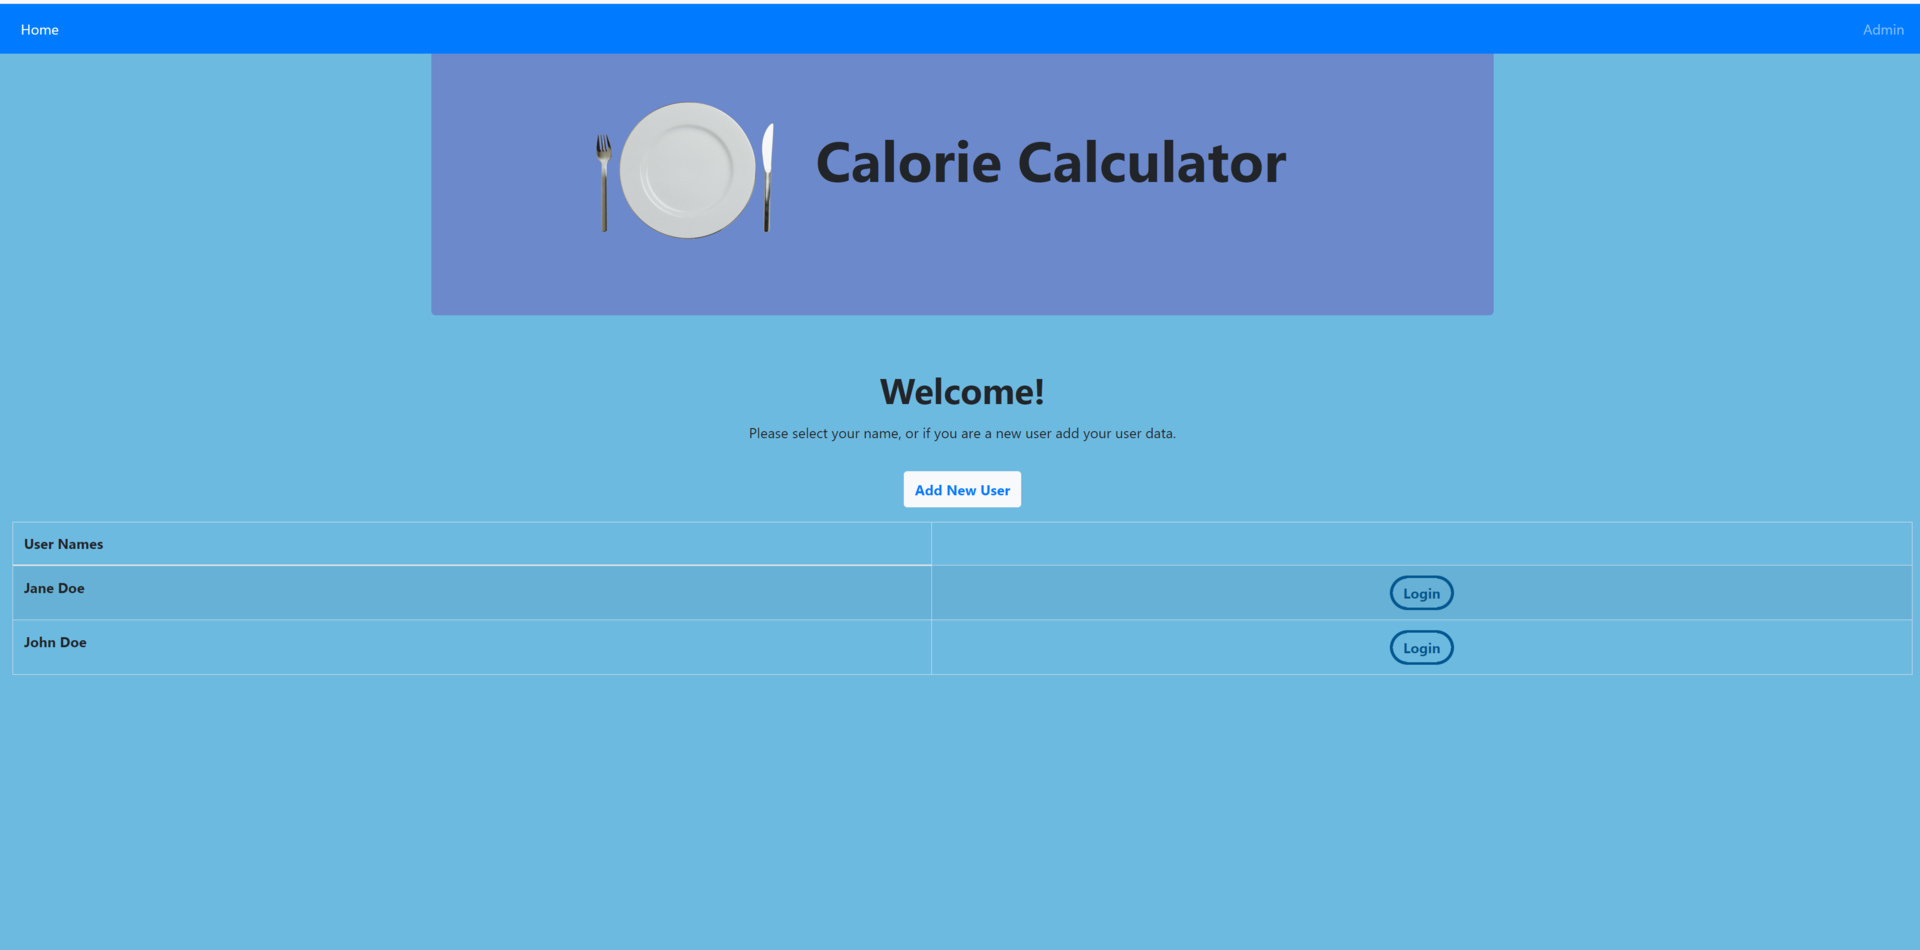 Home
Admin
Calorie Calculator
Welcome!
Please select your name, or if you are a new user add your user data.
Add New User
User Names
Jane Doe
Login
John Doe
Login